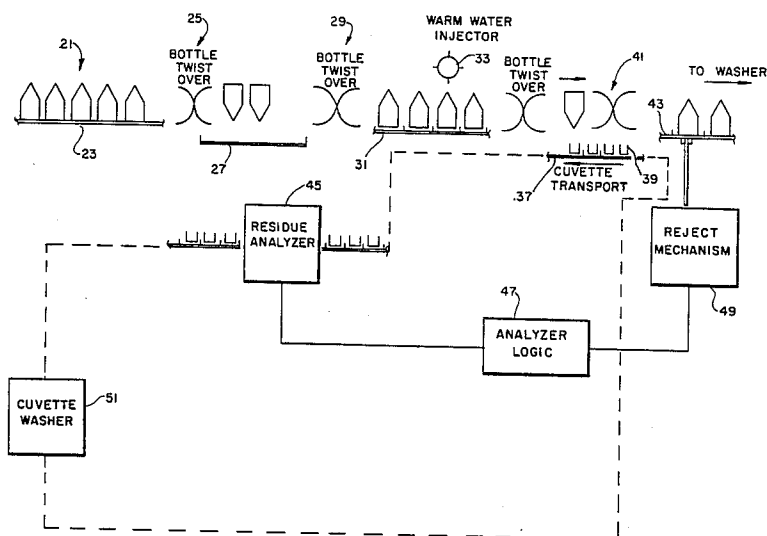 21
25
BOTTLE
TWIST
OVER
23
27
29
BOTTLE
TWIST
OVER
WARM WATER
INJECTOR
33
31
BOTTLE
TWIST
OVER
41
TO WASHER
43
39
.37
CUVETTE
TRANSPORT
45
RESIDUE
ANALYZER
REJECT
MECHANISM
49
47
ANALYZER
LOGIC
CUVETTE
WASHER
51